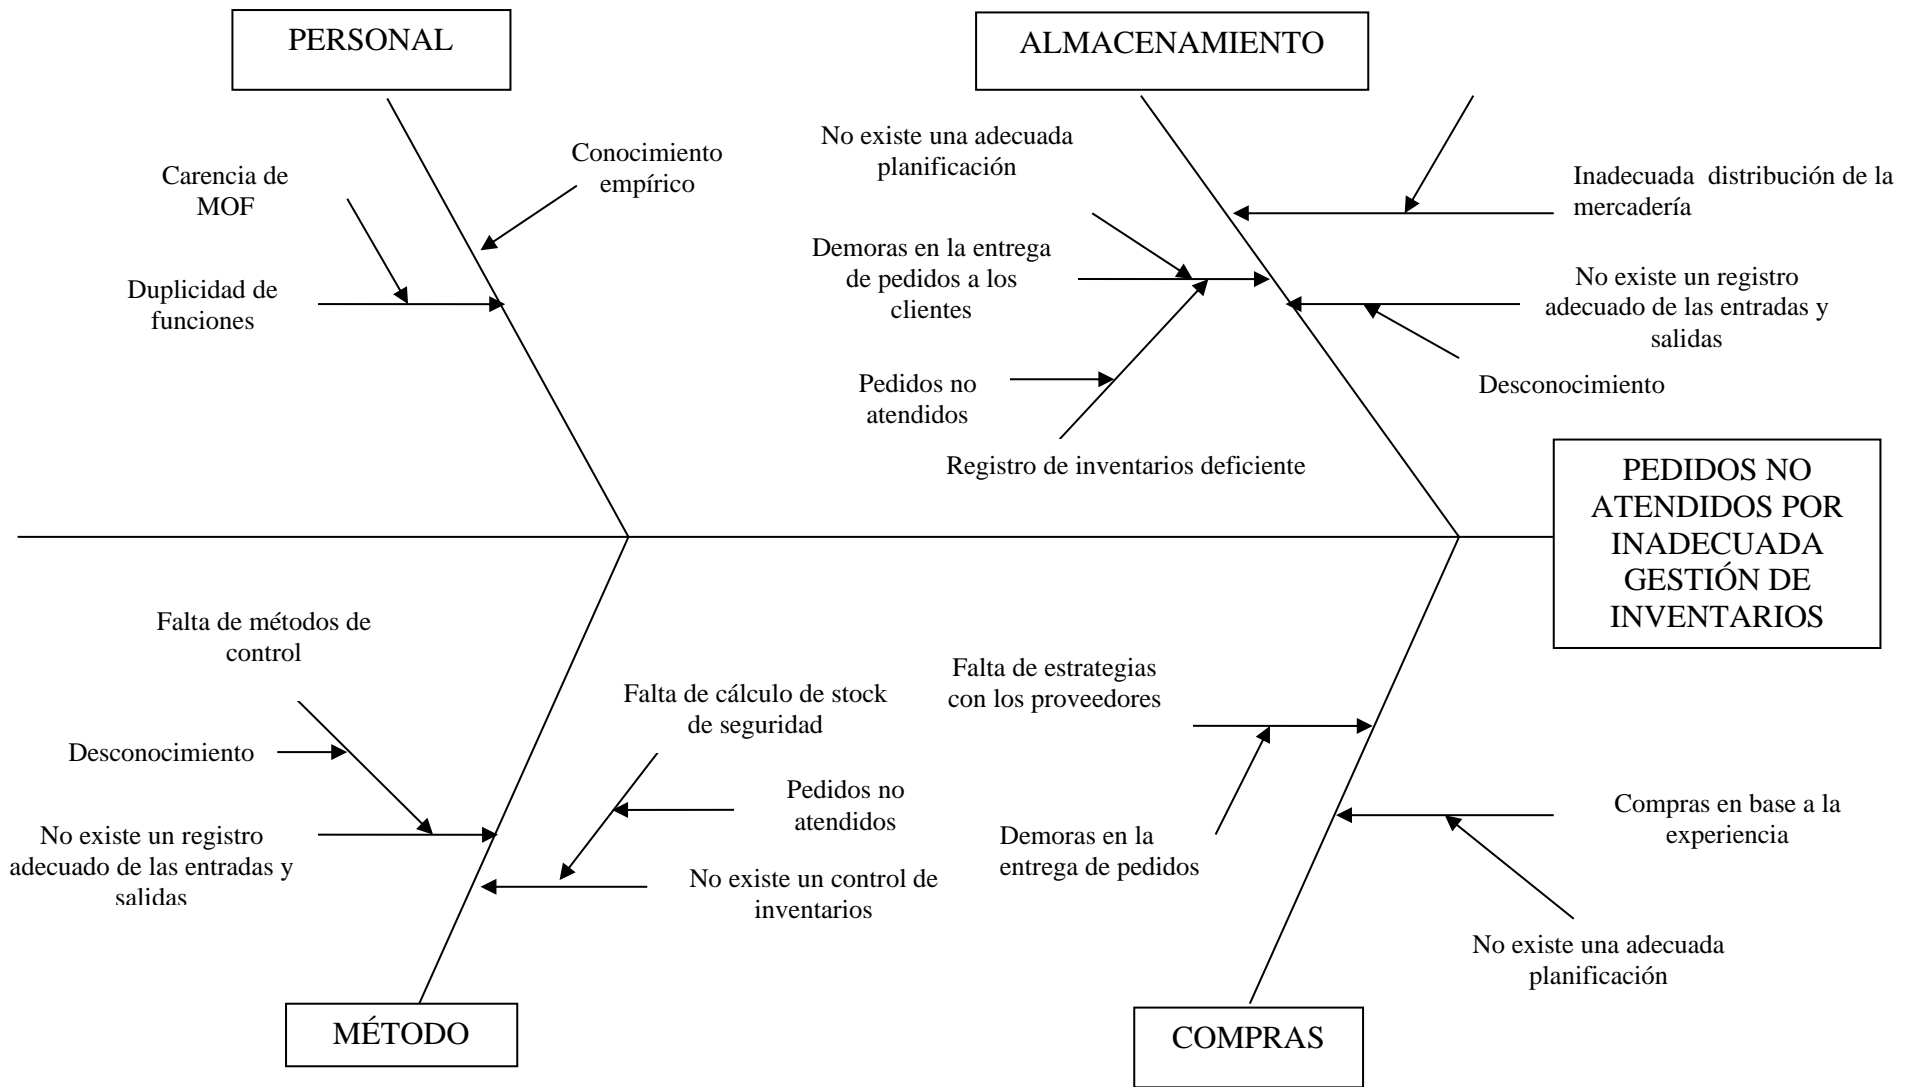 PERSONAL
ALMACENAMIENTO
No existe una adecuada
planificación
Conocimiento
empírico
Carencia de
MOF
Inadecuada distribución de la
mercadería
Demoras en la entrega
de pedidos a los
clientes
Duplicidad de
funciones
No existe un registro
adecuado de las entradas y
salidas
Pedidos no
atendidos
Desconocimiento
Registro de inventarios deficiente
PEDIDOS NO
ATENDIDOS POR
INADECUADA
GESTIÓN DE
INVENTARIOS
Falta de métodos de
control
Falta de cálculo de stock
de seguridad
Falta de estrategias
con los proveedores
Desconocimiento
Pedidos no
atendidos
Compras en base a la
experiencia
No existe un registro
adecuado de las entradas y
salidas
Demoras en la
entrega de pedidos
No existe un control de
inventarios
No existe una adecuada
planificación
MÉTODO
COMPRAS